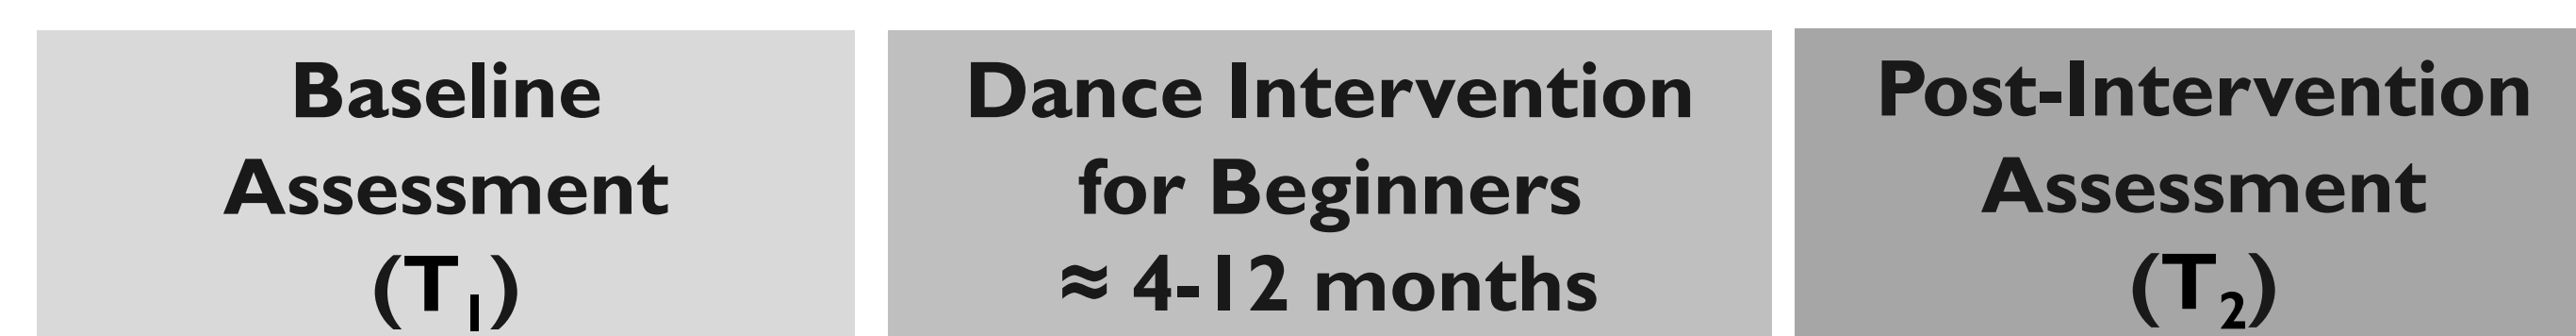 Baseline
Assessment
(T₁)
Dance Intervention
for Beginners
≈ 4-12 months
Post-Intervention
Assessment
(T₂)